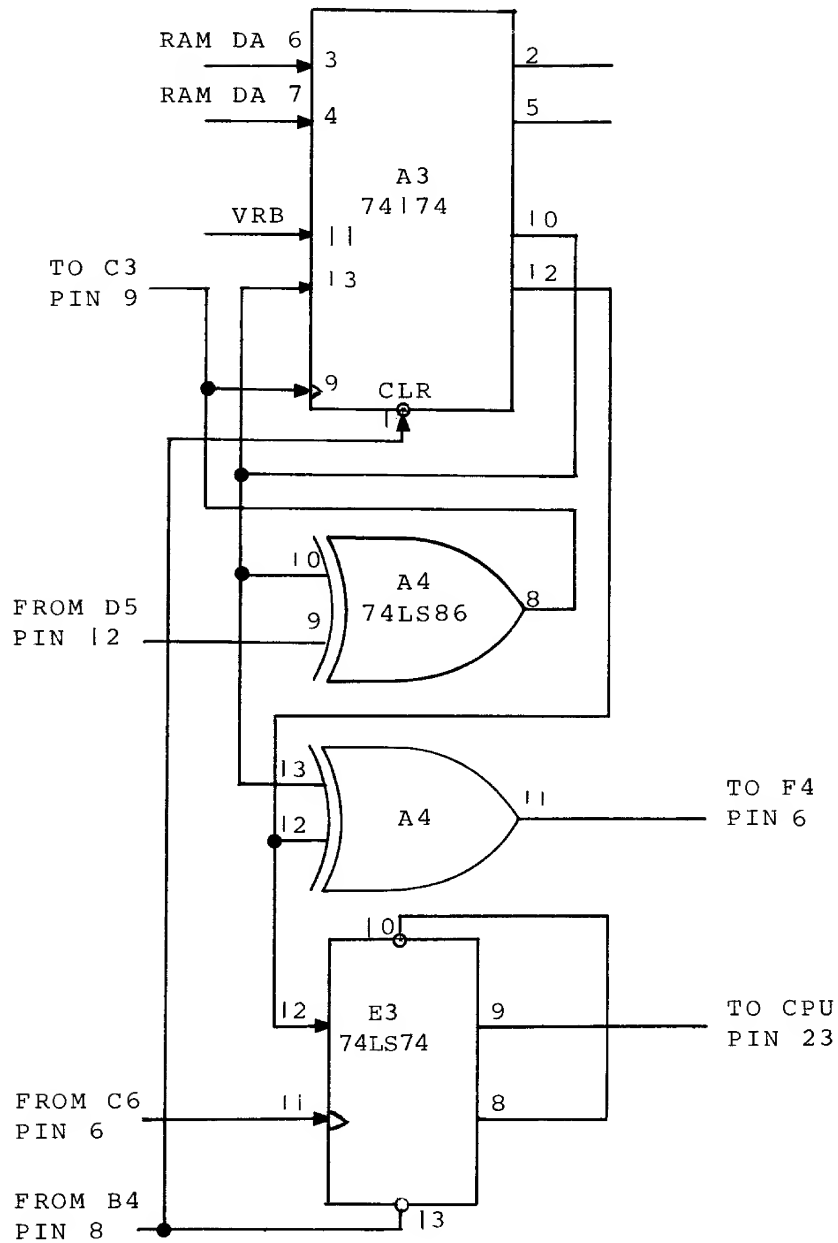 RAM DA 6
3
2
RAM DA 7
4
5
A3
74174
VRB
11
10
TO C3
PIN 9
13
12
9
CLR
1
10
A4
74LS86
8
FROM D5
PIN 12
9
13
12
A4
11
TO F4
PIN 6
10
12
E3
74LS74
9
TO CPU
PIN 23
FROM C6
PIN 6
11
8
FROM B4
PIN 8
13